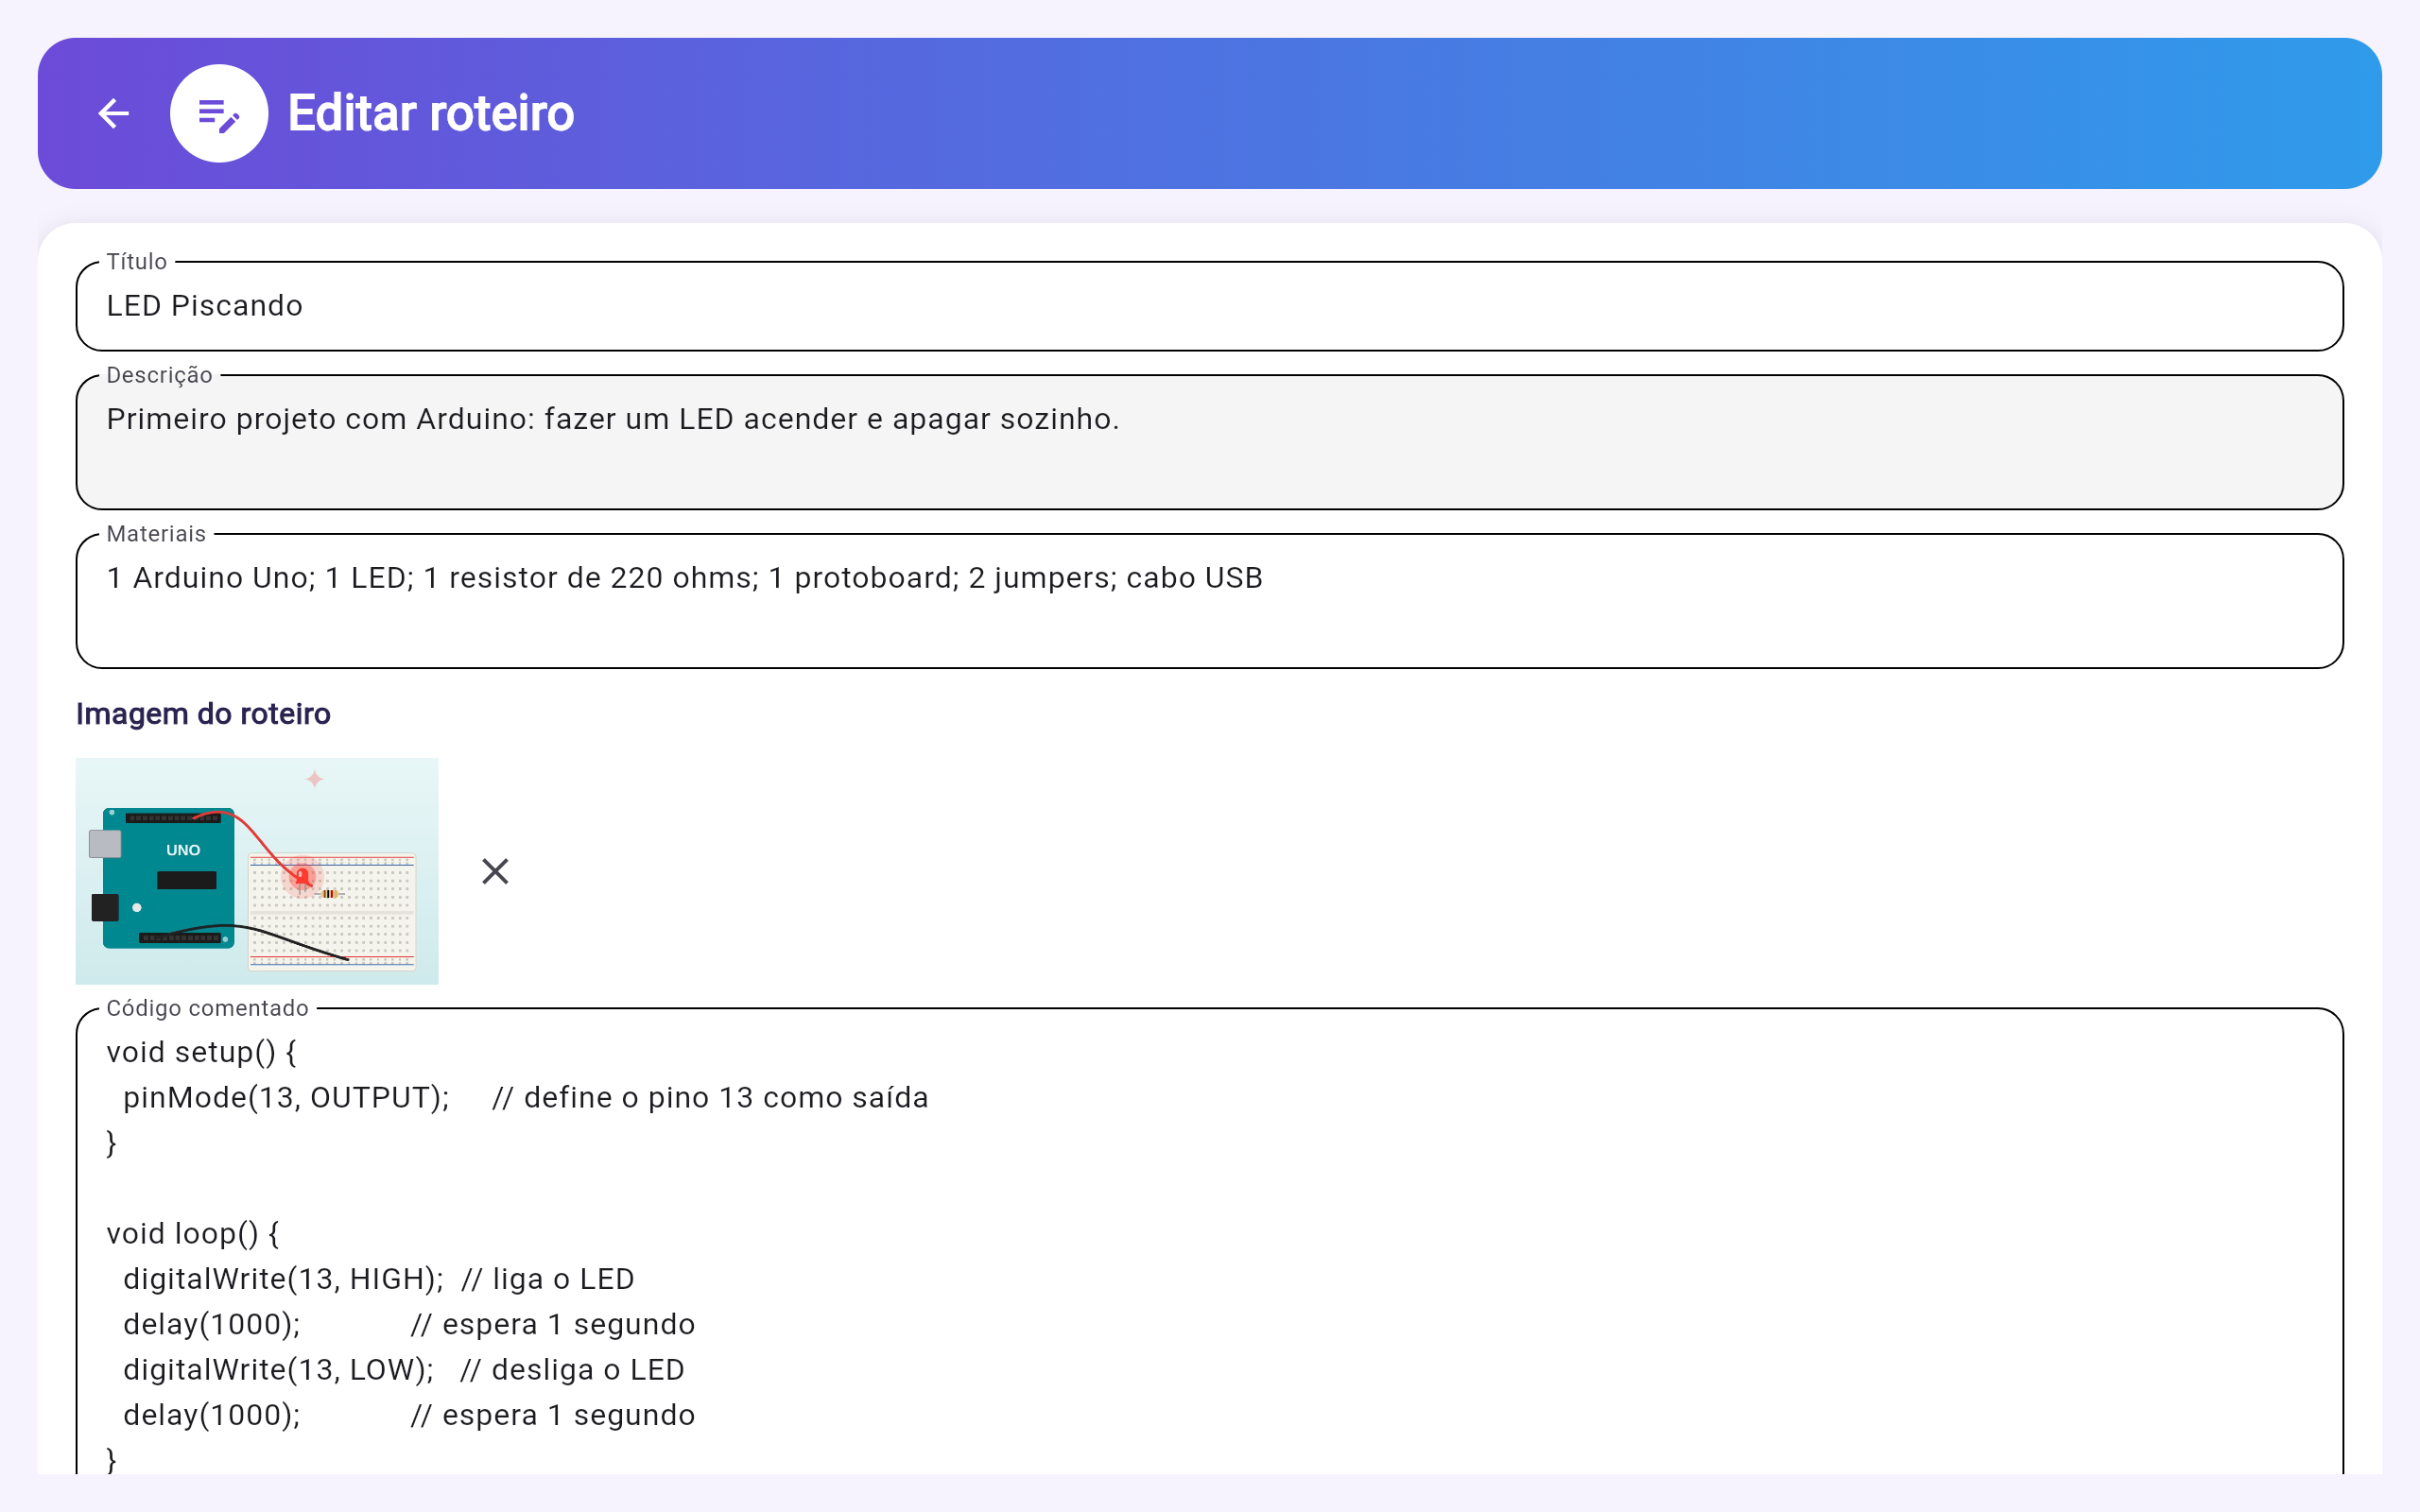 Editar roteiro
Título
LED Piscando
Descrição
Primeiro projeto com Arduino: fazer um LED acender e apagar sozinho.
Materiais
1 Arduino Uno; 1 LED; 1 resistor de 220 ohms; 1 protoboard; 2 jumpers; cabo USB
Imagem do roteiro
UNO
Código comentado
void setup() {
  pinMode(13, OUTPUT);     // define o pino 13 como saída
}
void loop() {
  digitalWrite(13, HIGH);  // liga o LED
  delay(1000);             // espera 1 segundo
  digitalWrite(13, LOW);   // desliga o LED
  delay(1000);             // espera 1 segundo
}